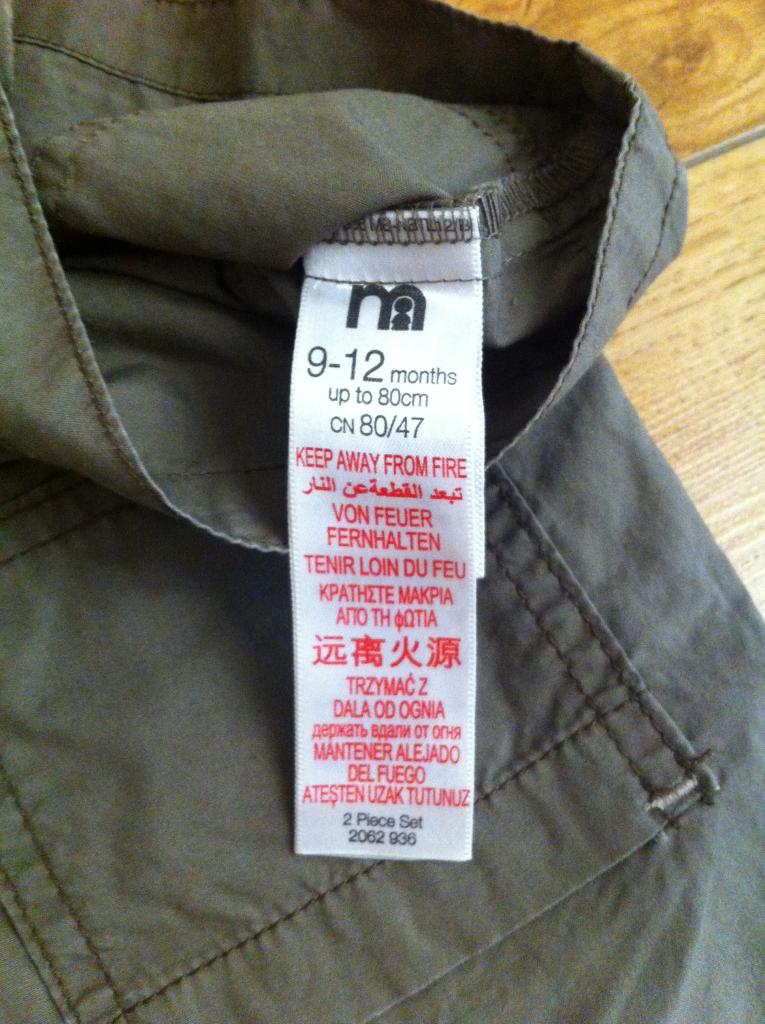 m
9-12 months
up to 80cm
CN 80/47
KEEP AWAY FROM FIRE
تبعد القطعة عن النار
VON FEUER
FERNHALTEN
TENIR LOIN DU FEU
ΚΡΑΤΗΣΤΕ ΜΑΚΡΙΑ
ΑΠΟ ΤΗ φΩΤΙΑ
远离火源
TRZYMAĆ Z
DALA OD OGNIA
держать вдали от огня
MANTENER ALEJADO
DEL FUEGO
ATEŞTEN UZAK TUTUNUZ
2 Piece Set
2062 936